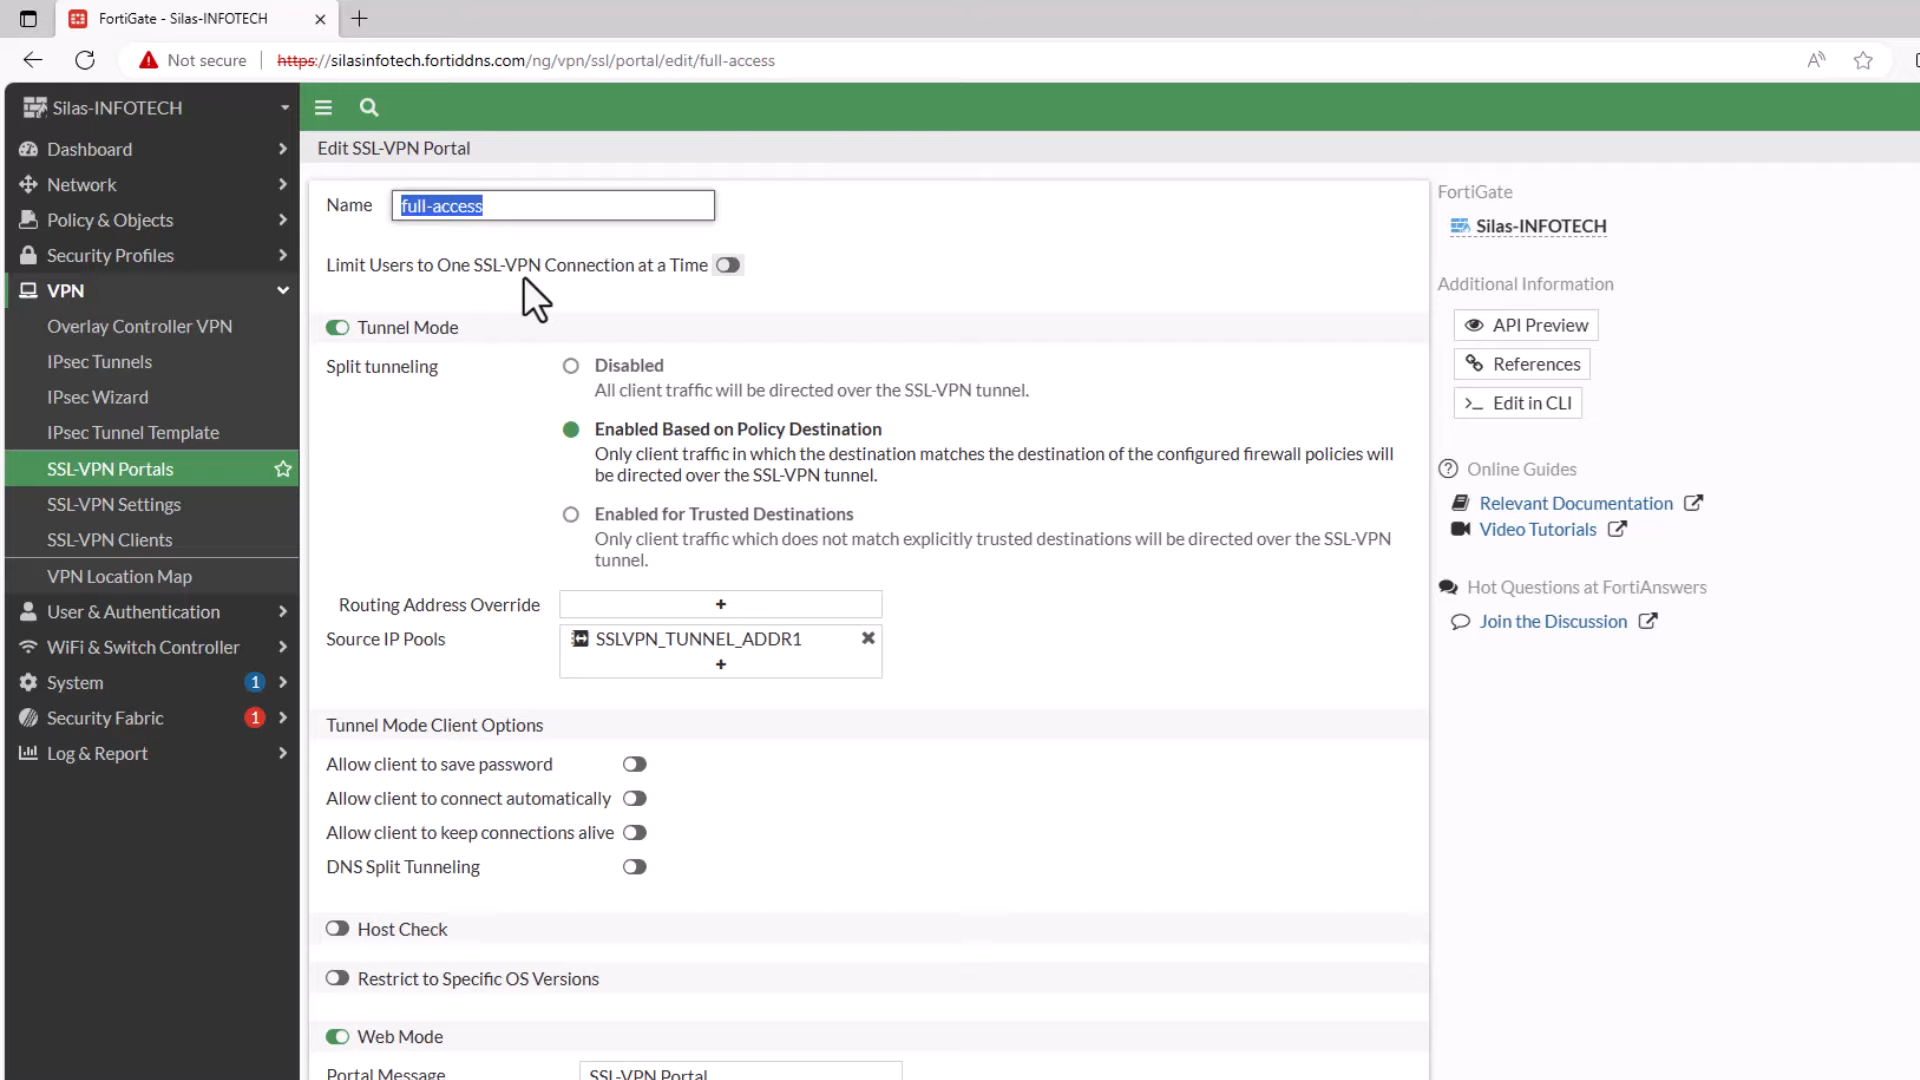 FortiGate - Silas-INFOTECH
Not secure
https://silasinfotech.fortiddns.com/ng/vpn/ssl/portal/edit/full-access
Silas-INFOTECH
Dashboard
Network
Policy & Objects
Security Profiles
VPN
Overlay Controller VPN
IPsec Tunnels
IPsec Wizard
IPsec Tunnel Template
SSL-VPN Portals
SSL-VPN Settings
SSL-VPN Clients
VPN Location Map
User & Authentication
WiFi & Switch Controller
System 1
Security Fabric 1
Log & Report
Edit SSL-VPN Portal
Name full-access
Limit Users to One SSL-VPN Connection at a Time
Tunnel Mode
Split tunneling
Disabled
All client traffic will be directed over the SSL-VPN tunnel.
Enabled Based on Policy Destination
Only client traffic in which the destination matches the destination of the configured firewall policies will
be directed over the SSL-VPN tunnel.
Enabled for Trusted Destinations
Only client traffic which does not match explicitly trusted destinations will be directed over the SSL-VPN
tunnel.
Routing Address Override
Source IP Pools SSLVPN_TUNNEL_ADDR1
Tunnel Mode Client Options
Allow client to save password
Allow client to connect automatically
Allow client to keep connections alive
DNS Split Tunneling
Host Check
Restrict to Specific OS Versions
Web Mode
Portal Message SSL-VPN Portal
FortiGate
Silas-INFOTECH
Additional Information
API Preview
References
>_ Edit in CLI
Online Guides
Relevant Documentation
Video Tutorials
Hot Questions at FortiAnswers
Join the Discussion